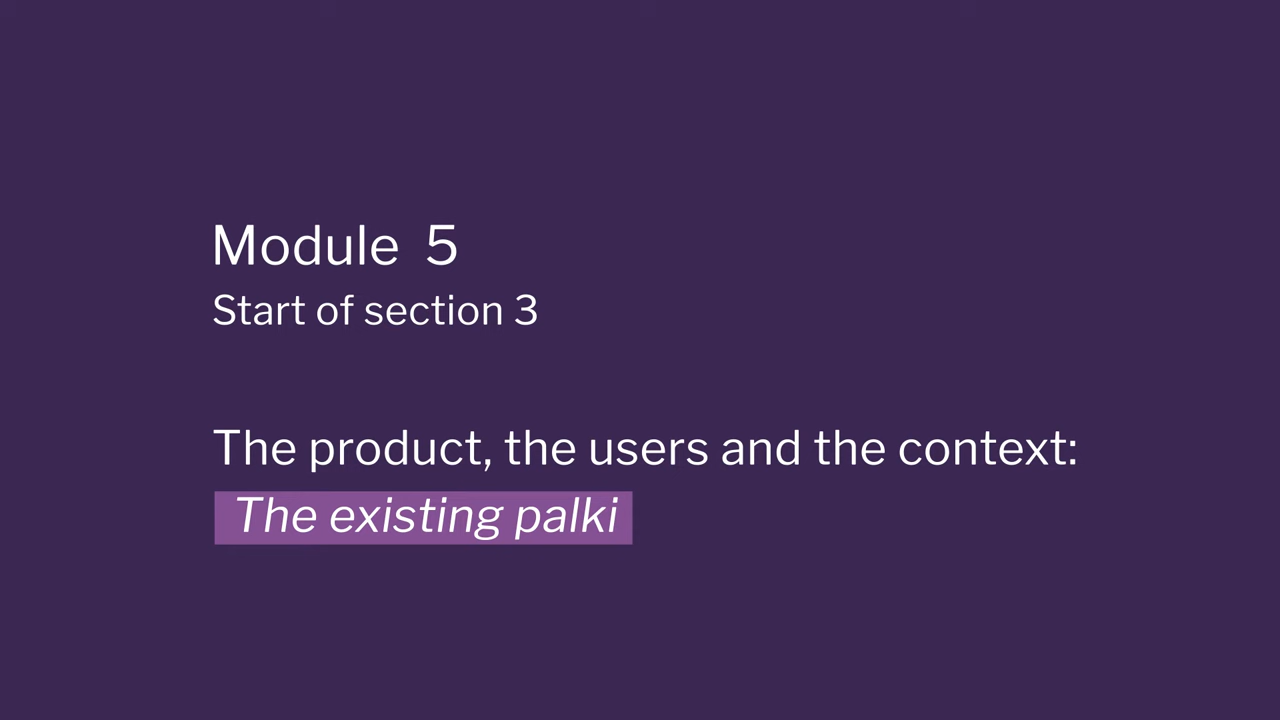 Module 5
Start of section 3
The product, the users and the context:
The existing palki